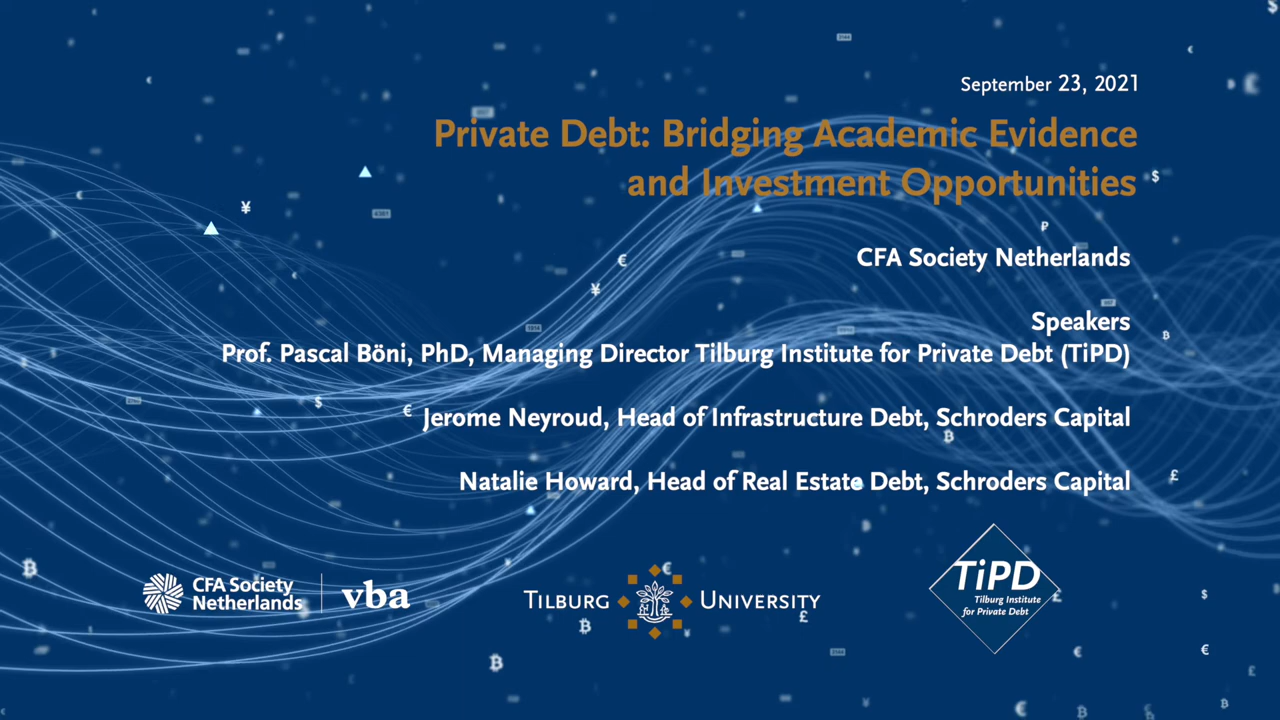 September 23, 2021
Private Debt: Bridging Academic Evidence
and Investment Opportunities
CFA Society Netherlands
Speakers
Prof. Pascal Böni, PhD, Managing Director Tilburg Institute for Private Debt (TiPD)
Jerome Neyroud, Head of Infrastructure Debt, Schroders Capital
Natalie Howard, Head of Real Estate Debt, Schroders Capital
CFA Society
Netherlands
vba
TILBURG UNIVERSITY
TiPD
Tilburg Institute
for Private Debt